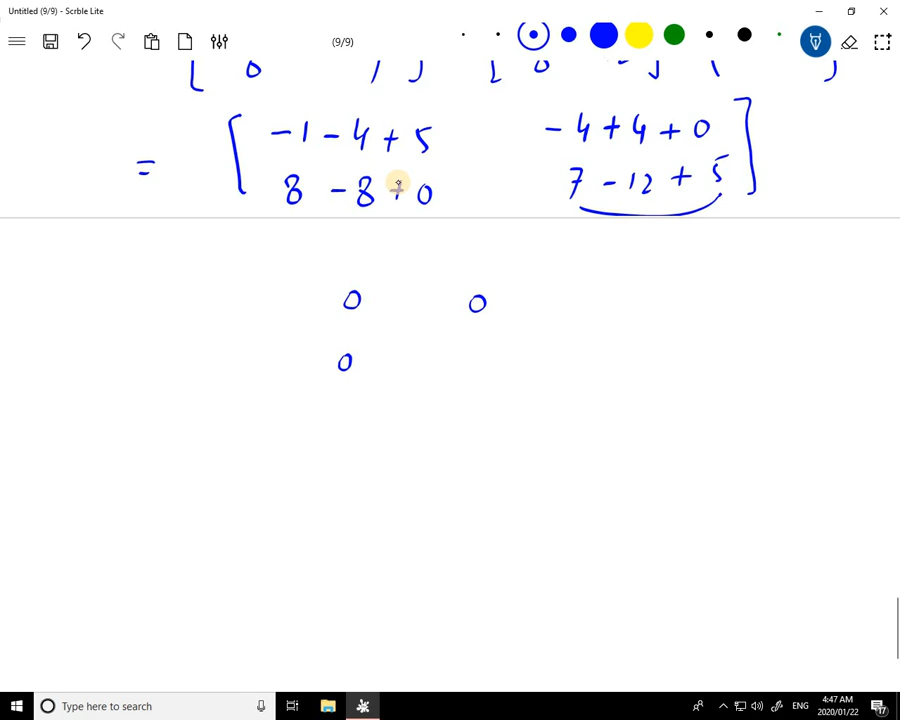 Untitled (9/9) - Scrble Lite
(9/9)
= [ -1 - 4 + 5 -4 + 4 + 0 ]
8 - 8 + 0 7 - 12 + 5
0 0
0
Type here to search
ENG
4:47 AM
2020/01/22
17